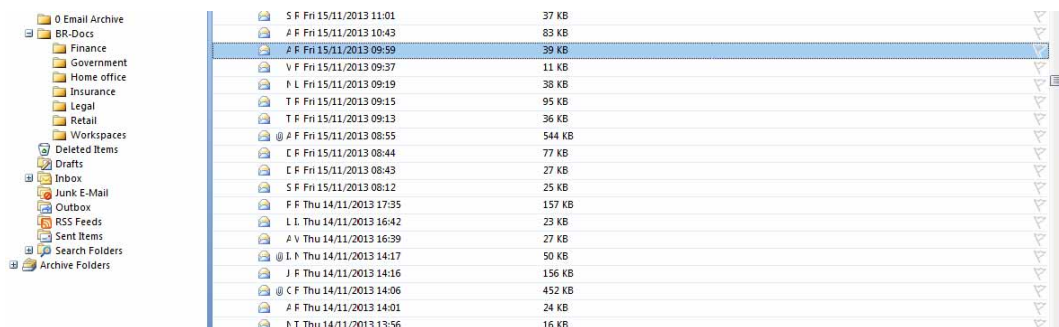 0 Email Archive
BR-Docs
Finance
Government
Home office
Insurance
Legal
Retail
Workspaces
Deleted Items
Drafts
Inbox
Junk E-Mail
Outbox
RSS Feeds
Sent Items
Search Folders
Archive Folders
S R Fri 15/11/2013 11:01 37 KB
A R Fri 15/11/2013 10:43 83 KB
A R Fri 15/11/2013 09:59 39 KB
Fri 15/11/2013 09:37 11 KB
Fri 15/11/2013 09:19 38 KB
Fri 15/11/2013 09:15 95 KB
Fri 15/11/2013 09:13 36 KB
Fri 15/11/2013 08:55 544 KB
Fri 15/11/2013 08:44 77 KB
Fri 15/11/2013 08:43 27 KB
S R Fri 15/11/2013 08:12 25 KB
Thu 14/11/2013 17:35 157 KB
Thu 14/11/2013 16:42 23 KB
Thu 14/11/2013 16:39 27 KB
Thu 14/11/2013 14:17 50 KB
Thu 14/11/2013 14:16 156 KB
Thu 14/11/2013 14:06 452 KB
Thu 14/11/2013 14:01 24 KB
Thu 14/11/2013 13:56 16 KB